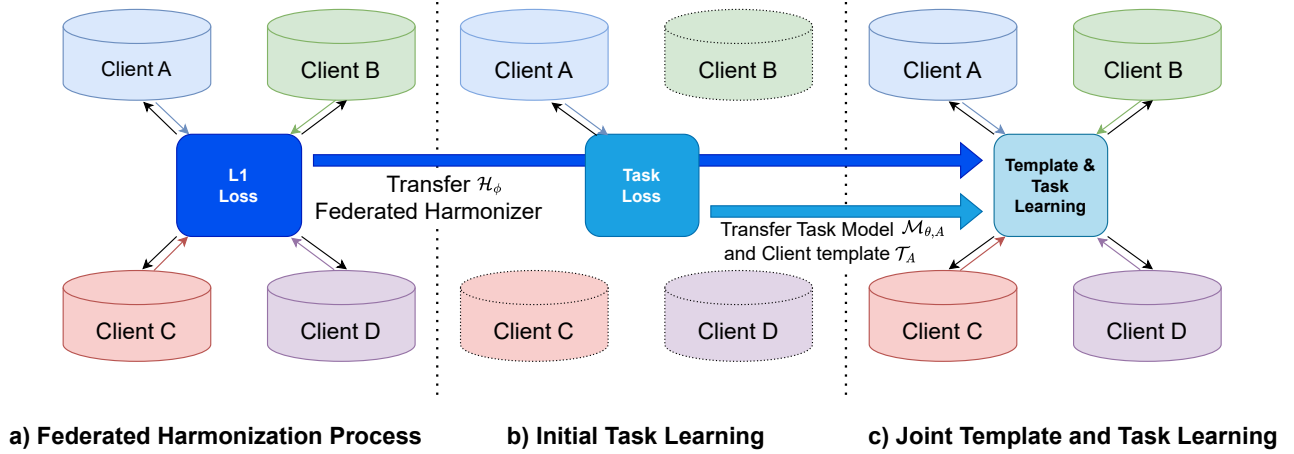 Client A
Client B
L1
Loss
Client C
Client D
Transfer ℋ_ϕ
Federated Harmonizer
Client A
Client B
Task
Loss
Client C
Client D
Transfer Task Model ℳ_θ,A
and Client template 𝒯_A
Client A
Client B
Template &
Task
Learning
Client C
Client D
a) Federated Harmonization Process
b) Initial Task Learning
c) Joint Template and Task Learning